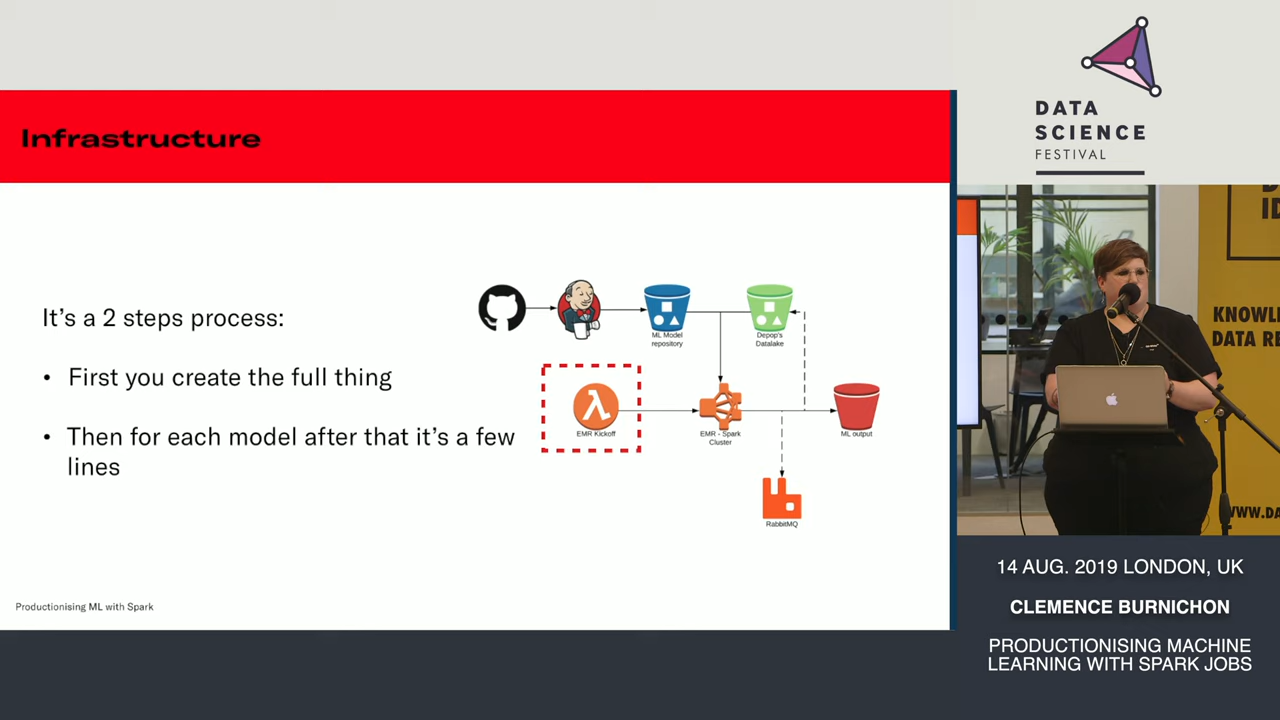 Infrastructure
It's a 2 steps process:
• First you create the full thing
• Then for each model after that it's a few
lines
ML Model
repository
Depop's
Datalake
EMR Kickoff
EMR - Spark
Cluster
ML output
RabbitMQ
Productionising ML with Spark
DATA
SCIENCE
FESTIVAL
KNOWL
DATA RE
WWW.DA
14 AUG. 2019 LONDON, UK
CLEMENCE BURNICHON
PRODUCTIONISING MACHINE
LEARNING WITH SPARK JOBS